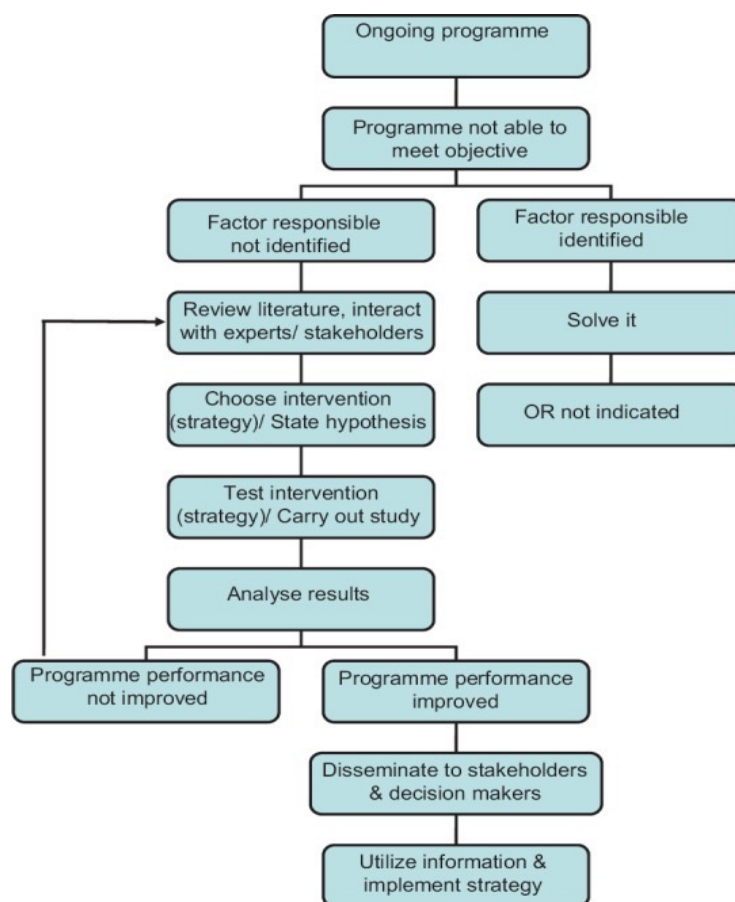 Ongoing programme
Programme not able to
meet objective
Factor responsible
not identified
Factor responsible
identified
Review literature, interact
with experts/ stakeholders
Solve it
Choose intervention
(strategy)/ State hypothesis
OR not indicated
Test intervention
(strategy)/ Carry out study
Analyse results
Programme performance
not improved
Programme performance
improved
Disseminate to stakeholders
& decision makers
Utilize information &
implement strategy